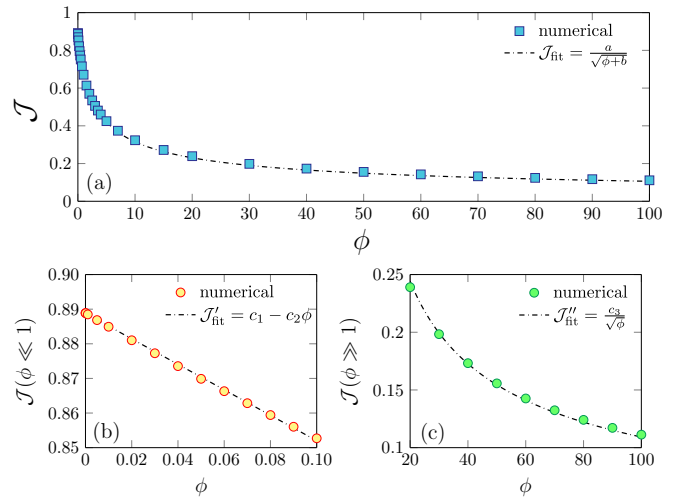 1
0.8
0.6
0.4
0.2
0
𝒥
numerical
𝒥fit = a/√(ϕ+b)
(a)
0 10 20 30 40 50 60 70 80 90 100
ϕ
0.90
0.89
0.88
0.87
0.86
0.85
𝒥(ϕ ≪ 1)
numerical
𝒥′fit = c₁ − c₂ϕ
(b)
0 0.02 0.04 0.06 0.08 0.10
ϕ
0.25
0.2
0.15
0.1
𝒥(ϕ ≫ 1)
numerical
𝒥″fit = c₃/√ϕ
(c)
20 40 60 80 100
ϕ